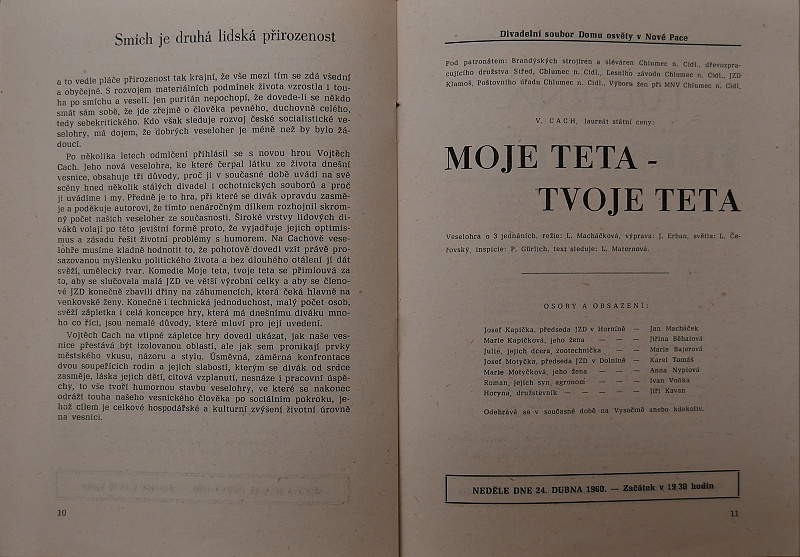 Smích je druhá lidská přirozenost
a to vedle pláče přirozenost tak krajní, že vše mezi tím se zdá všední
a obyčejné. S rozvojem materiálních podmínek života vzrostla i tou-
ha po smíchu a veselí. Jen puritán nepochopí, že dovede-li se někdo
smát sám sobě, že jde zřejmě o člověka pevného, duchovně celého,
tedy sebekritického. Kdo však sleduje rozvoj české socialistické ve-
selohry, má dojem, že dobrých veseloher je méně než by bylo žá-
doucí.
Po několika letech odmlčení přihlásil se s novou hrou Vojtěch
Cach. Jeho nová veselohra, ke které čerpal látku ze života dnešní
vesnice, obsahuje tři důvody, proč ji v současné době uvádí na své
scény hned několik stálých divadel i ochotnických souborů a proč
ji uvádíme i my. Předně je to hra, při které se divák opravdu zasmě-
je a poděkuje autorovi, že tímto nenáročným dílkem rozhojnil skrom-
ný počet našich veseloher ze současnosti. Široké vrstvy lidových di-
váků volají po této jevištní formě proto, že vyjadřuje jejich optimis-
mus a zásadu řešit životní problémy s humorem. Na Cachově vese-
lohře musíme kladně hodnotit to, že pohotově dovedl vzít právě pro-
sazovanou myšlenku politického života a bez dlouhého otálení jí dát
svěží, umělecký tvar. Komedie Moje teta, tvoje teta se přimlouvá za
to, aby se slučovala malá JZD ve větší výrobní celky a aby se členo-
vé JZD konečně zbavili dřiny na záhumencích, která čeká hlavně na
venkovské ženy. Konečně i technická jednoduchost, malý počet osob,
svěží zápletka i celá koncepce hry, která má dnešnímu diváku mno-
ho co říci, jsou nemalé důvody, které mluví pro její uvedení.
Vojtěch Cach na vtipné zápletce hry dovedl ukázat, jak naše ves-
nice přestává být izolovanou oblastí, ale jak sem pronikají prvky
městského vkusu, názoru a stylu. Úsměvná, záměrná konfrontace
dvou soupeřících rodin a jejich slabostí, kterým se divák od srdce
zasměje, láska jejich dětí, citová vzplanutí, nesnáze i pracovní úspě-
chy, to vše tvoří humornou stavbu veselohry, ve které se nakonec
odráží touha našeho vesnického člověka po sociálním pokroku, je-
hož cílem je celkové hospodářské a kulturní zvýšení životní úrovně
na vesnici.
10
Divadelní soubor Domu osvěty v Nové Pace
Pod patronátem: Brandýských strojíren a sléváren Chlumec n. Cidl., dřevozpra-
cujícího družstva Střed, Chlumec n. Cidl., Lesního závodu Chlumec n. Cidl., JZD
Klamoš, Poštovního úřadu Chlumec n. Cidl., Výboru žen při MNV Chlumec n. Cidl.
V. CACH, laureát státní ceny:
MOJE TETA -
TVOJE TETA
Veselohra o 3 jednáních, režie: L. Macháčková, výprava: J. Erban, světla: L. Če-
řovský, inspicie: P. Gürlich, text sleduje: L. Maternová.
OSOBY A OBSAZENÍ:
Josef Kapička, předseda JZD v Horníně — Jan Macháček
Marie Kapičková, jeho žena — — — Jiřina Běhalová
Julie, jejich dcera, zootechnička — — Marie Bajerová
Josef Motyčka, předseda JZD v Dolníně — Karel Tomáš
Marie Motyčková, jeho žena — — — Anna Nyplová
Roman, jejich syn, agronom — — — Ivan Voňka
Horyna, družstevník — — — — — Jiří Kavan
Odehrává se v současné době na Vysočině anebo kdekoliv.
NEDĚLE DNE 24. DUBNA 1960. — Začátek v 19.30 hodin
11